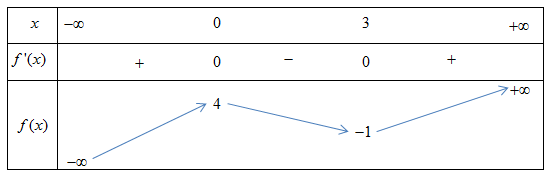 x −∞ 0 3 +∞
f'(x) + 0 − 0 +
+∞
4
f(x) −1
−∞